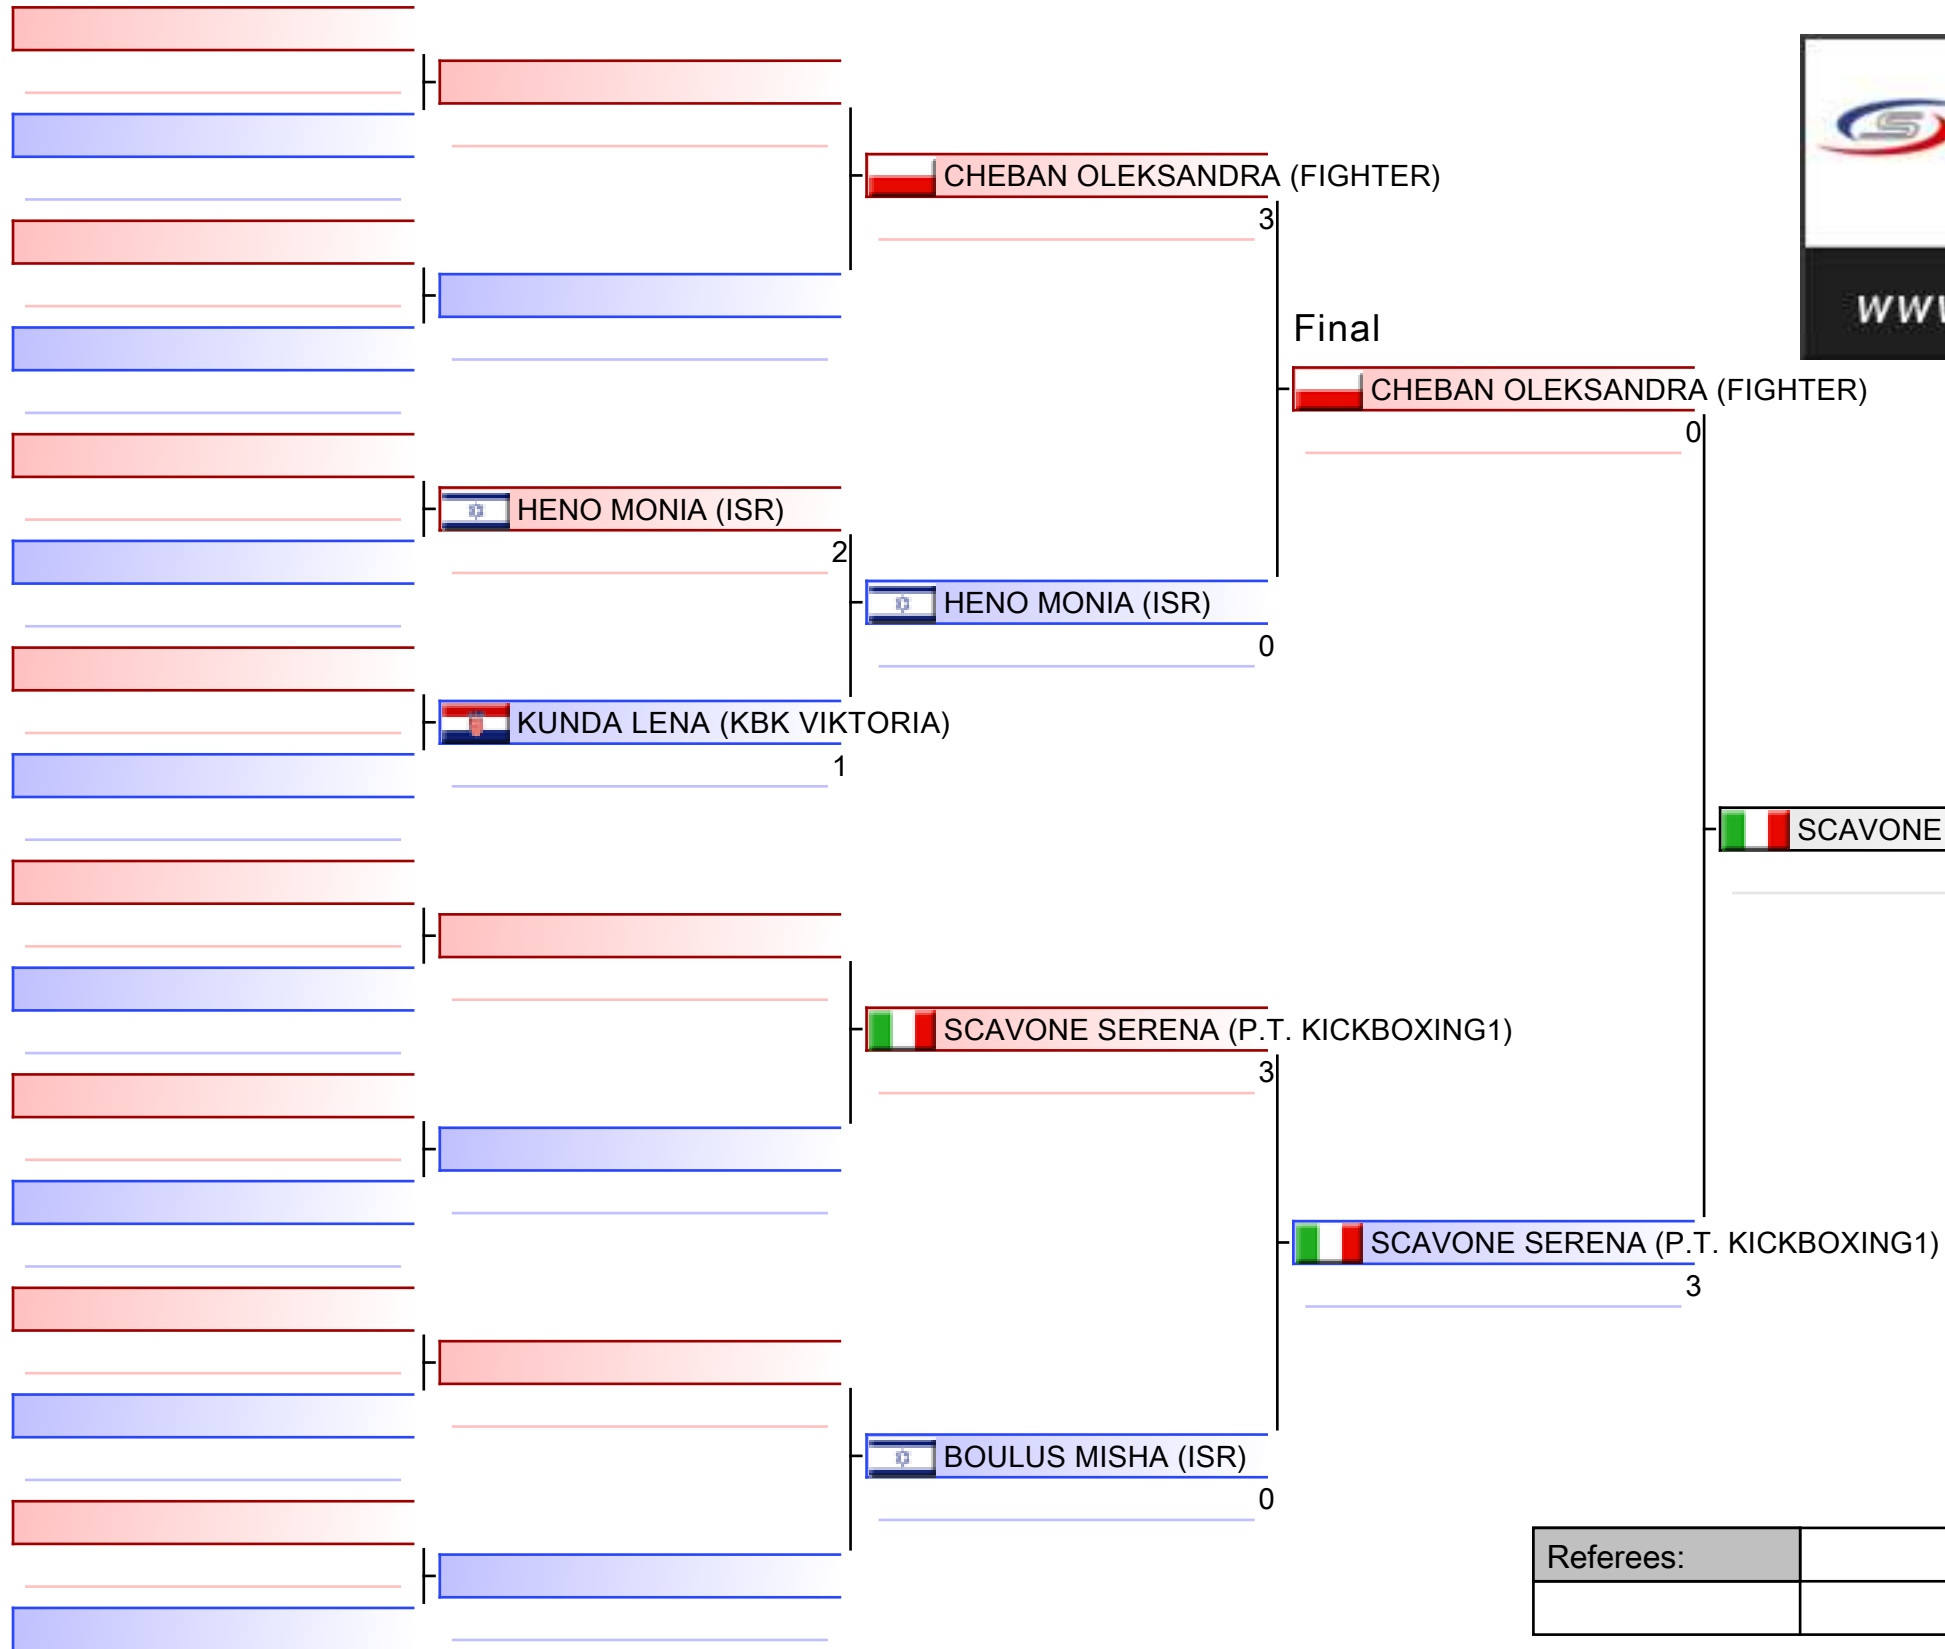 CHEBAN OLEKSANDRA (FIGHTER)
3
Final
CHEBAN OLEKSANDRA (FIGHTER)
0
HENO MONIA (ISR)
2
HENO MONIA (ISR)
0
KUNDA LENA (KBK VIKTORIA)
1
SCAVONE
SCAVONE SERENA (P.T. KICKBOXING1)
3
SCAVONE SERENA (P.T. KICKBOXING1)
3
BOULUS MISHA (ISR)
0
Referees: